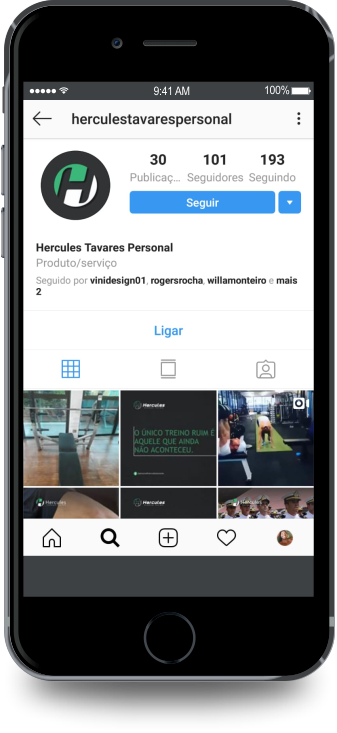 9:41 AM
100%
herculestavarespersonal
30 101 193
Publicaç... Seguidores Seguindo
Seguir
Hercules Tavares Personal
Produto/serviço
Seguido por vinidesign01, rogersrocha, willamonteiro e mais
2
Ligar
Hercules
O ÚNICO TREINO RUIM É
AQUELE QUE AINDA
NÃO ACONTECEU.
Hercules
Hercules
Hercules